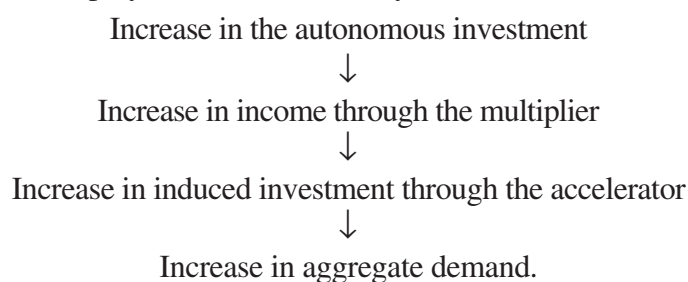 Increase in the autonomous investment
↓
Increase in income through the multiplier
↓
Increase in induced investment through the accelerator
↓
Increase in aggregate demand.